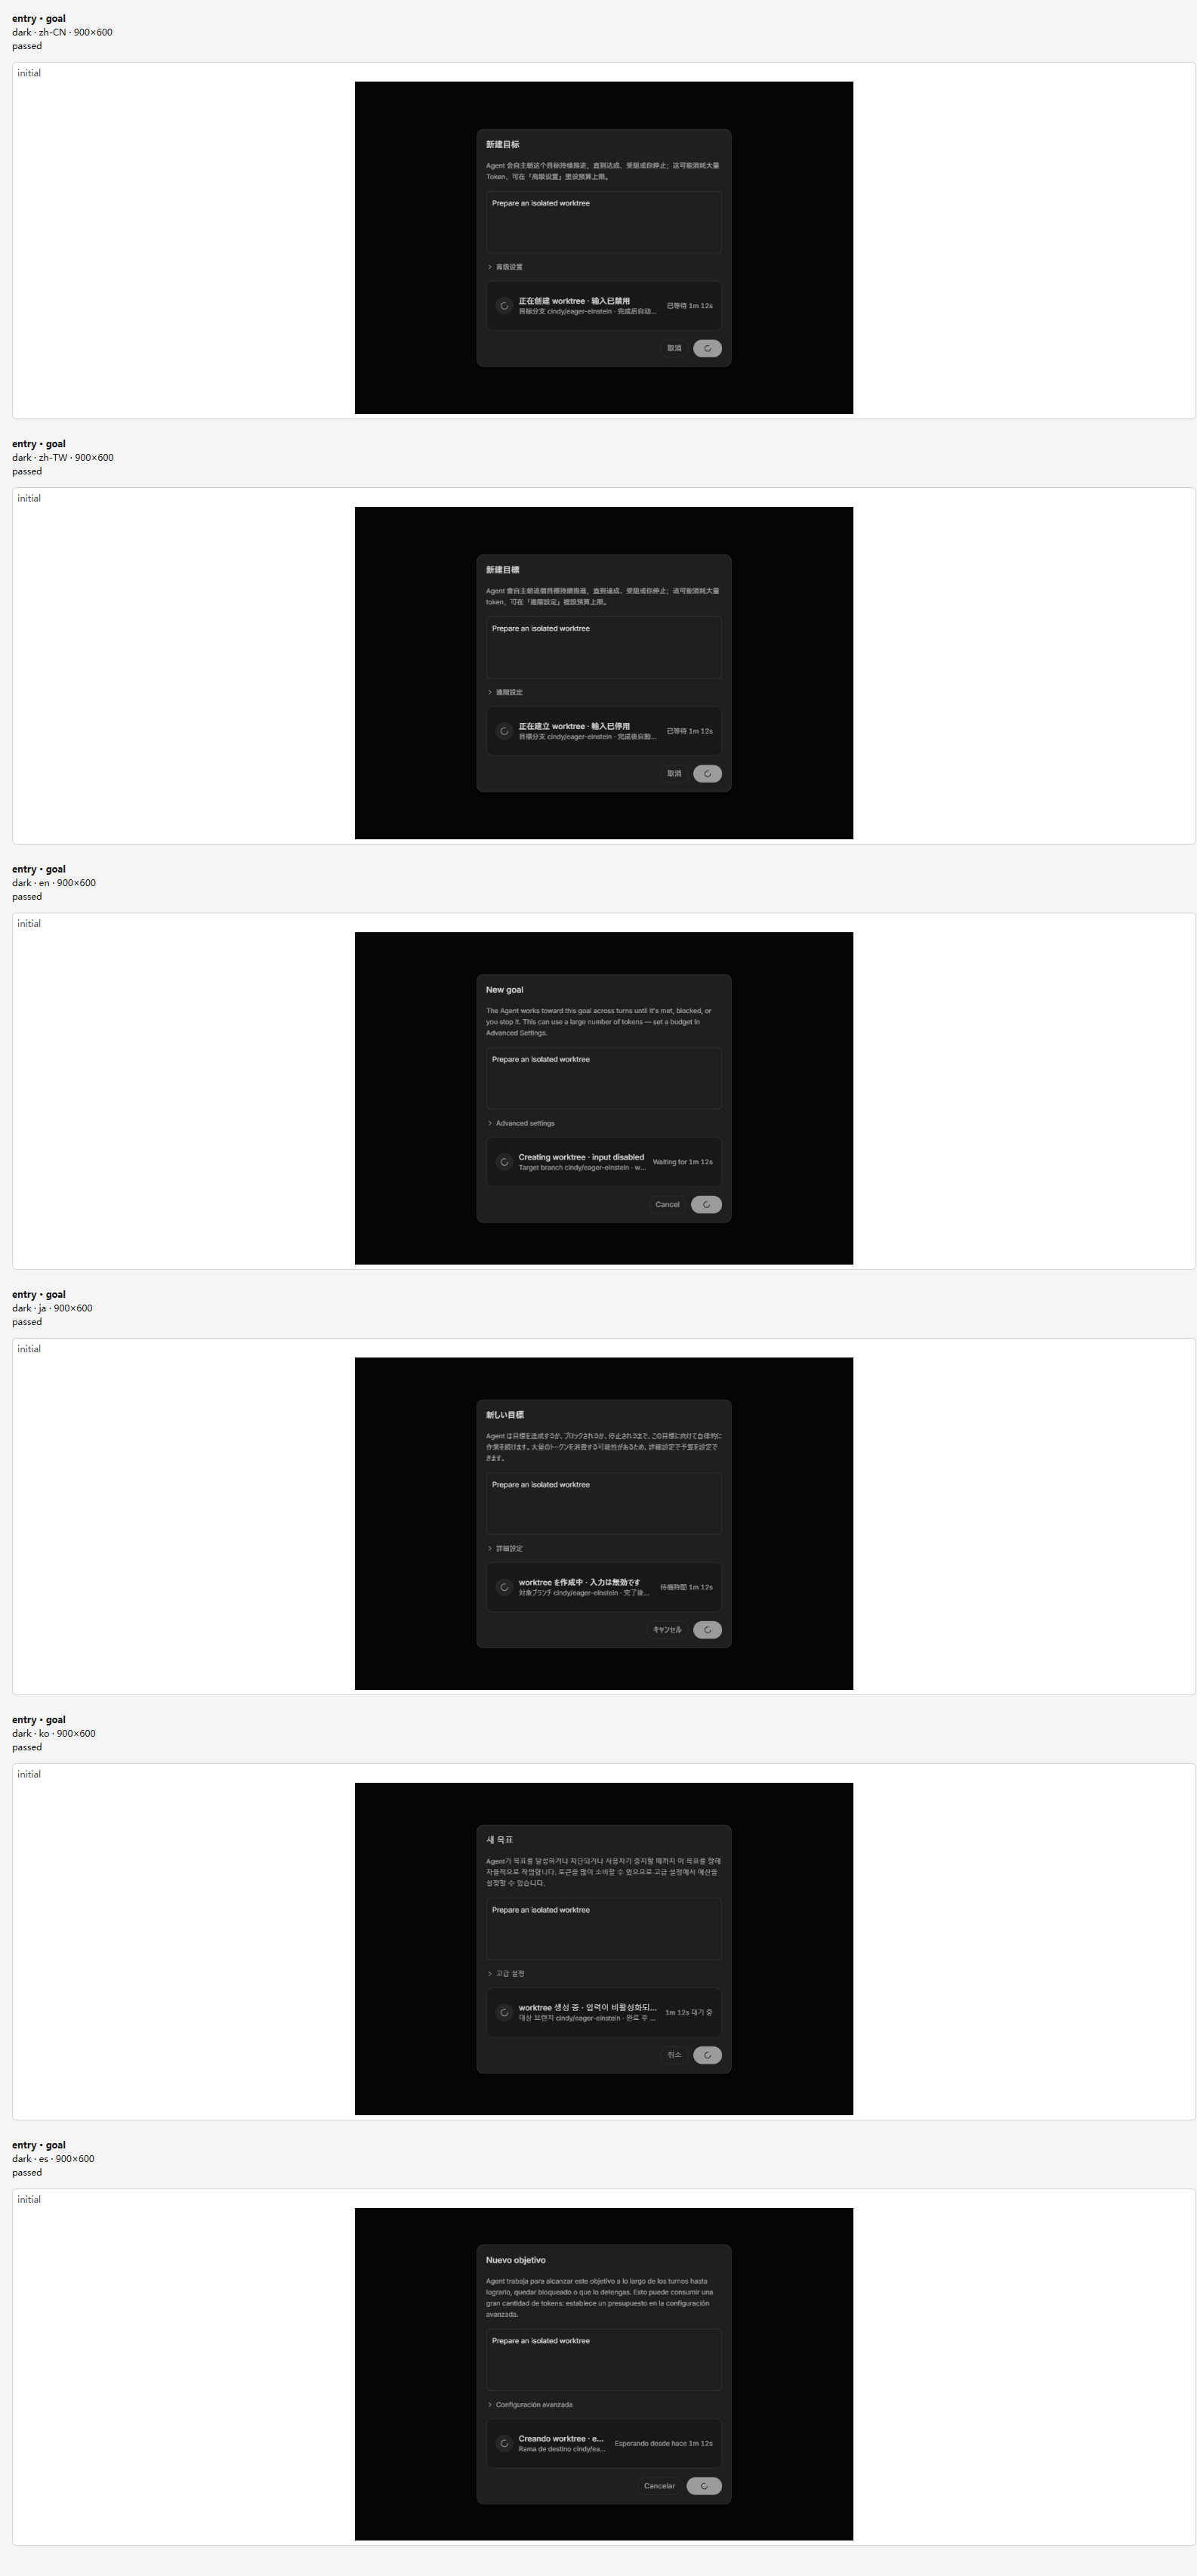 entry • goal
dark · zh-CN · 900×600
passed
initial
新建目标
Agent 会自主朝这个目标持续推进，直到达成、受阻或你停止；这可能消耗大量
Token，可在「高级设置」里设预算上限。
Prepare an isolated worktree
高级设置
正在创建 worktree · 输入已禁用
已等待 1m 12s
目标分支 cindy/eager-einstein · 完成后自动...
取消
entry • goal
dark · zh-TW · 900×600
passed
initial
新建目標
Agent 會自主朝這個目標持續推進，直到達成、受阻或你停止；這可能消耗大量
token，可在「進階設定」裡設預算上限。
Prepare an isolated worktree
進階設定
正在建立 worktree · 輸入已停用
已等待 1m 12s
目標分支 cindy/eager-einstein · 完成後自動...
取消
entry • goal
dark · en · 900×600
passed
initial
New goal
The Agent works toward this goal across turns until it's met, blocked, or
you stop it. This can use a large number of tokens — set a budget in
Advanced Settings.
Prepare an isolated worktree
Advanced settings
Creating worktree · input disabled
Waiting for 1m 12s
Target branch cindy/eager-einstein · w...
Cancel
entry • goal
dark · ja · 900×600
passed
initial
新しい目標
Agent は目標を達成するか、ブロックされるか、停止されるまで、この目標に向けて自律的に
作業を続けます。大量のトークンを消費する可能性があるため、詳細設定で予算を設定で
きます。
Prepare an isolated worktree
詳細設定
worktree を作成中 · 入力は無効です
待機時間 1m 12s
対象ブランチ cindy/eager-einstein · 完了後...
キャンセル
entry • goal
dark · ko · 900×600
passed
initial
새 목표
Agent가 목표를 달성하거나 차단되거나 사용자가 중지할 때까지 이 목표를 향해
자율적으로 작업합니다. 토큰을 많이 소비할 수 있으므로 고급 설정에서 예산을
설정할 수 있습니다.
Prepare an isolated worktree
고급 설정
worktree 생성 중 · 입력이 비활성화되...
1m 12s 대기 중
대상 브랜치 cindy/eager-einstein · 완료 후 ...
취소
entry • goal
dark · es · 900×600
passed
initial
Nuevo objetivo
Agent trabaja para alcanzar este objetivo a lo largo de los turnos hasta
lograrlo, quedar bloqueado o que lo detengas. Esto puede consumir una
gran cantidad de tokens: establece un presupuesto en la configuración
avanzada.
Prepare an isolated worktree
Configuración avanzada
Creando worktree · e...
Esperando desde hace 1m 12s
Rama de destino cindy/ea...
Cancelar